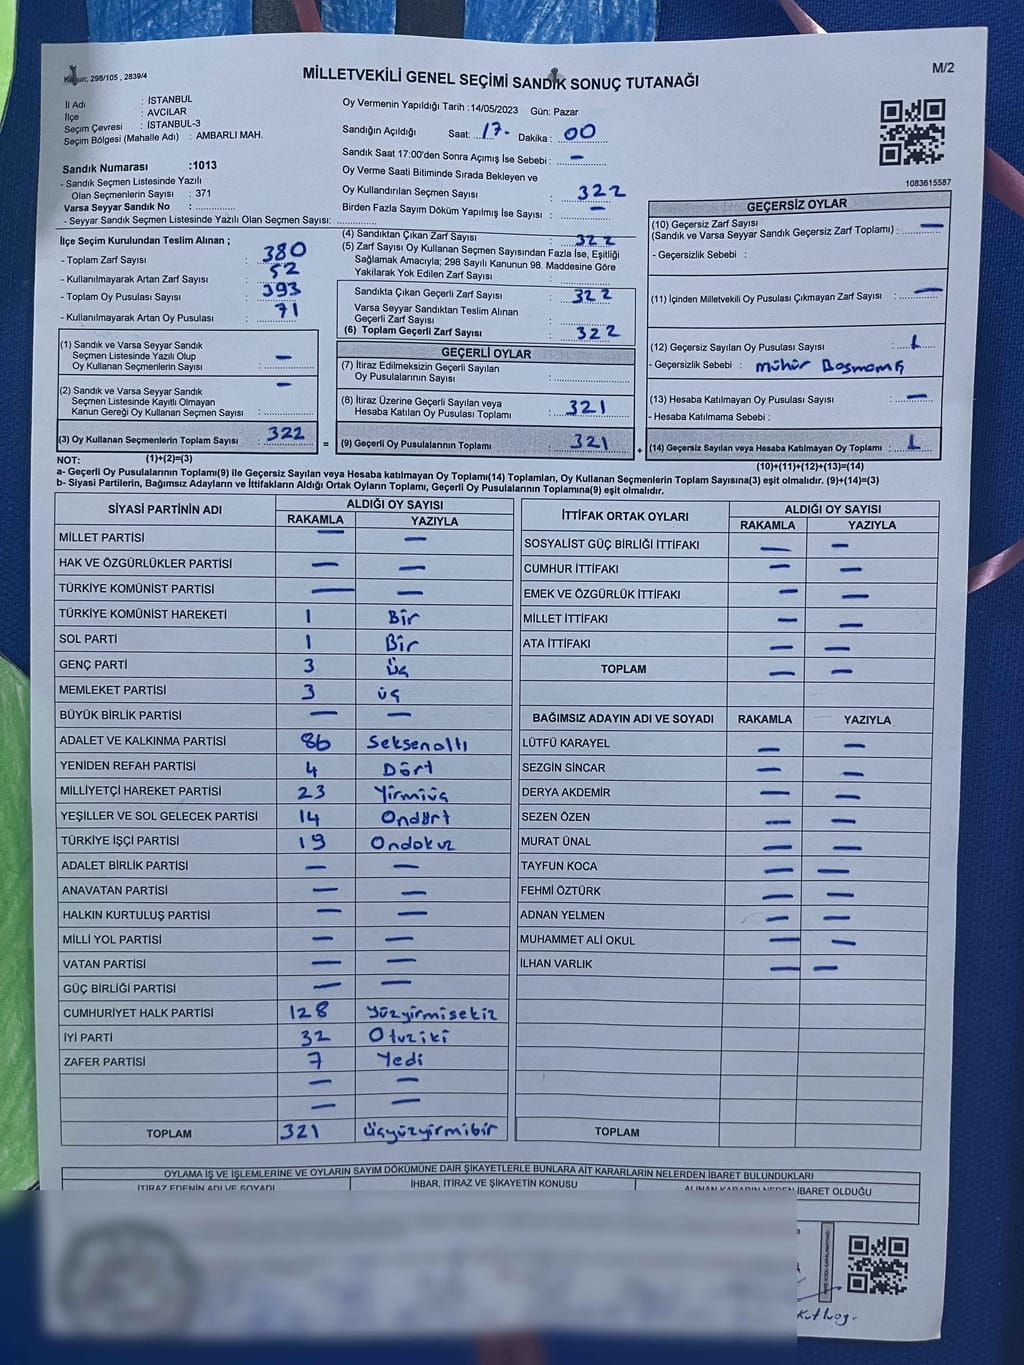 Kanun; 298/105 , 2839/4
MİLLETVEKİLİ GENEL SEÇİMİ SANDIK SONUÇ TUTANAĞI
M/2
İl Adı : İSTANBUL
İlçe : AVCILAR
Seçim Çevresi : İSTANBUL-3
Seçim Bölgesi (Mahalle Adı) : AMBARLI MAH.
Sandık Numarası :1013
- Sandık Seçmen Listesinde Yazılı
Olan Seçmenlerin Sayısı : 371
Varsa Seyyar Sandık No :
- Seyyar Sandık Seçmen Listesinde Yazılı Olan Seçmen Sayısı:
Oy Vermenin Yapıldığı Tarih :14/05/2023 Gün: Pazar
Sandığın Açıldığı Saat: 17- Dakika : 00
Sandık Saat 17:00'den Sonra Açımış İse Sebebi : —
Oy Verme Saati Bitiminde Sırada Bekleyen ve
Oy Kullandırılan Seçmen Sayısı : 322
Birden Fazla Sayım Döküm Yapılmış İse Sayısı : —
1083615587
İlçe Seçim Kurulundan Teslim Alınan ;
- Toplam Zarf Sayısı : 380
- Kullanılmayarak Artan Zarf Sayısı : 52
- Toplam Oy Pusulası Sayısı : 393
- Kullanılmayarak Artan Oy Pusulası : 71
(1) Sandık ve Varsa Seyyar Sandık
Seçmen Listesinde Yazılı Olup
Oy Kullanan Seçmenlerin Sayısı : —
(2) Sandık ve Varsa Seyyar Sandık
Seçmen Listesinde Kayıtlı Olmayan
Kanun Gereği Oy Kullanan Seçmen Sayısı : —
(3) Oy Kullanan Seçmenlerin Toplam Sayısı : 322
(4) Sandıktan Çıkan Zarf Sayısı : 322
(5) Zarf Sayısı Oy Kullanan Seçmen Sayısından Fazla İse, Eşitliği
Sağlamak Amacıyla; 298 Sayılı Kanunun 98. Maddesine Göre
Yakılarak Yok Edilen Zarf Sayısı :
Sandıkta Çıkan Geçerli Zarf Sayısı : 322
Varsa Seyyar Sandıktan Teslim Alınan
Geçerli Zarf Sayısı :
(6) Toplam Geçerli Zarf Sayısı : 322
GEÇERLİ OYLAR
(7) İtiraz Edilmeksizin Geçerli Sayılan
Oy Pusulalarının Sayısı :
(8) İtiraz Üzerine Geçerli Sayılan veya
Hesaba Katılan Oy Pusulası Toplamı : 321
= (9) Geçerli Oy Pusulalarının Toplamı : 321
GEÇERSİZ OYLAR
(10) Geçersiz Zarf Sayısı
(Sandık ve Varsa Seyyar Sandık Geçersiz Zarf Toplamı) : —
- Geçersizlik Sebebi :
(11) İçinden Milletvekili Oy Pusulası Çıkmayan Zarf Sayısı : —
(12) Geçersiz Sayılan Oy Pusulası Sayısı : 1
- Geçersizlik Sebebi : mühür Basmamış
(13) Hesaba Katılmayan Oy Pusulası Sayısı : —
- Hesaba Katılmama Sebebi :
+ (14) Geçersiz Sayılan veya Hesaba Katılmayan Oy Toplamı : 1
NOT: (1)+(2)=(3)
(10)+(11)+(12)+(13)=(14)
a- Geçerli Oy Pusulalarının Toplamı(9) ile Geçersiz Sayılan veya Hesaba katılmayan Oy Toplamı(14) Toplamları, Oy Kullanan Seçmenlerin Toplam Sayısına(3) eşit olmalıdır. (9)+(14)=(3)
b- Siyasi Partilerin, Bağımsız Adayların ve İttifakların Aldığı Ortak Oyların Toplamı, Geçerli Oy Pusulalarının Toplamına(9) eşit olmalıdır.
SİYASİ PARTİNİN ADI ALDIĞI OY SAYISI
RAKAMLA YAZIYLA
MİLLET PARTİSİ — —
HAK VE ÖZGÜRLÜKLER PARTİSİ — —
TÜRKİYE KOMÜNİST PARTİSİ — —
TÜRKİYE KOMÜNİST HAREKETİ 1 Bir
SOL PARTİ 1 Bir
GENÇ PARTİ 3 üç
MEMLEKET PARTİSİ 3 üç
BÜYÜK BİRLİK PARTİSİ — —
ADALET VE KALKINMA PARTİSİ 86 Seksenaltı
YENİDEN REFAH PARTİSİ 4 Dört
MİLLİYETÇİ HAREKET PARTİSİ 23 Yirmiüç
YEŞİLLER VE SOL GELECEK PARTİSİ 14 Ondört
TÜRKİYE İŞÇİ PARTİSİ 19 Ondokuz
ADALET BİRLİK PARTİSİ — —
ANAVATAN PARTİSİ — —
HALKIN KURTULUŞ PARTİSİ — —
MİLLİ YOL PARTİSİ — —
VATAN PARTİSİ — —
GÜÇ BİRLİĞİ PARTİSİ — —
CUMHURİYET HALK PARTİSİ 128 Yüzyirmisekiz
İYİ PARTİ 32 Otuziki
ZAFER PARTİSİ 7 Yedi
— —
— —
TOPLAM 321 üçyüzyirmibir
İTTİFAK ORTAK OYLARI ALDIĞI OY SAYISI
RAKAMLA YAZIYLA
SOSYALİST GÜÇ BİRLİĞİ İTTİFAKI — —
CUMHUR İTTİFAKI — —
EMEK VE ÖZGÜRLÜK İTTİFAKI — —
MİLLET İTTİFAKI — —
ATA İTTİFAKI — —
TOPLAM — —
BAĞIMSIZ ADAYIN ADI VE SOYADI RAKAMLA YAZIYLA
LÜTFÜ KARAYEL — —
SEZGİN SİNCAR — —
DERYA AKDEMİR — —
SEZEN ÖZEN — —
MURAT ÜNAL — —
TAYFUN KOCA — —
FEHMİ ÖZTÜRK — —
ADNAN YELMEN — —
MUHAMMET ALİ OKUL — —
İLHAN VARLIK — —
TOPLAM
OYLAMA İŞ VE İŞLEMLERİNE VE OYLARIN SAYIM DÖKÜMÜNE DAİR ŞİKAYETLERLE BUNLARA AİT KARARLARIN NELERDEN İBARET BULUNDUKLARI
İTİRAZ EDENİN ADI VE SOYADI İHBAR, İTİRAZ VE ŞİKAYETİN KONUSU ALINAN KARARIN NEDEN İBARET OLDUĞU